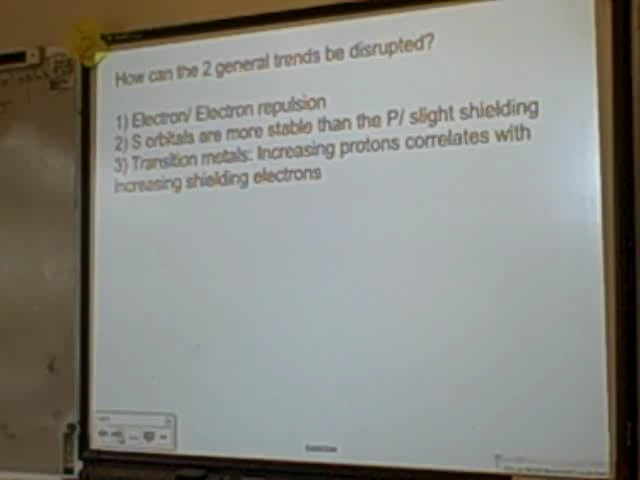 How can the 2 general trends be disrupted?
1) Electron/ Electron repulsion
2) S orbitals are more stable than the P/ slight shielding
3) Transition metals: Increasing protons correlates with
increasing shielding electrons